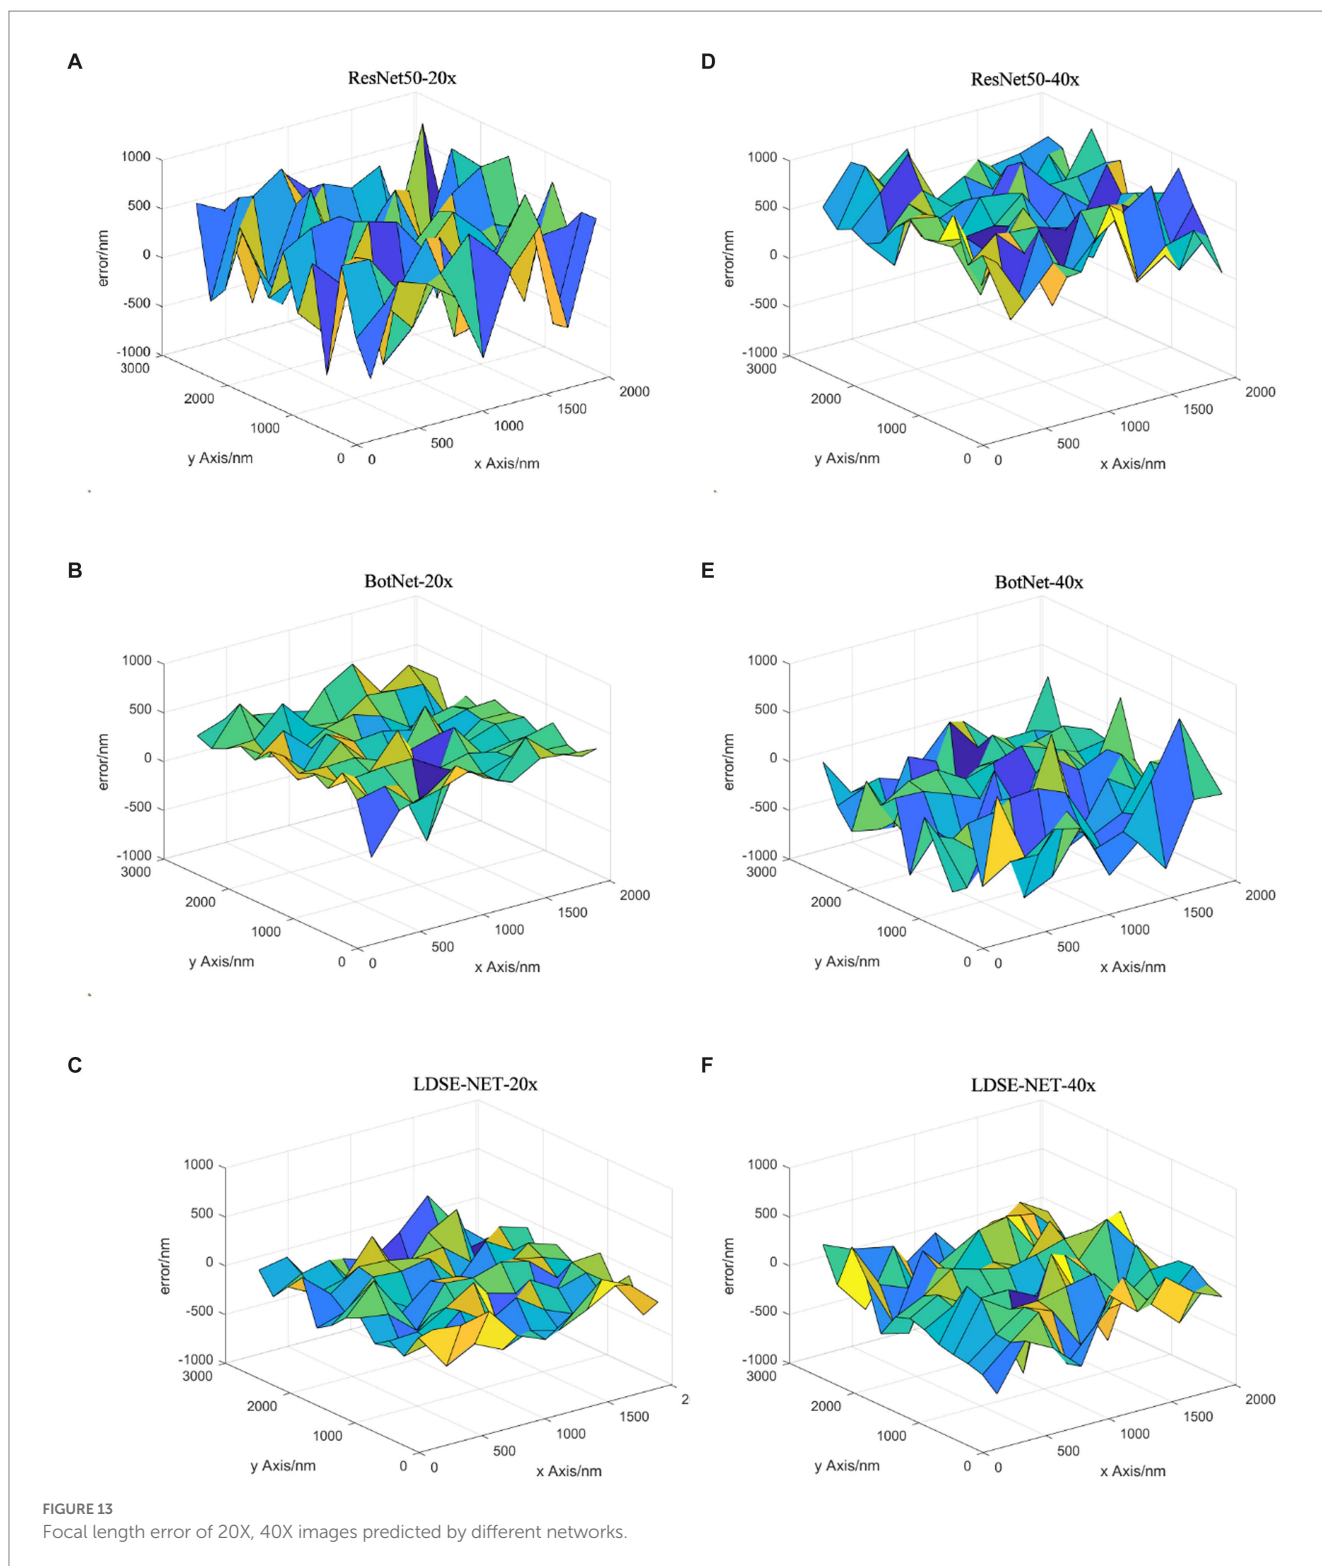 A
ResNet50-20x
1000
500
0
-500
-1000
error/nm
3000
2000
1000
0
y Axis/nm
0
500
1000
1500
2000
x Axis/nm
D
ResNet50-40x
1000
500
0
-500
-1000
error/nm
3000
2000
1000
0
y Axis/nm
0
500
1000
1500
2000
x Axis/nm
B
BotNet-20x
1000
500
0
-500
-1000
error/nm
3000
2000
1000
0
y Axis/nm
0
500
1000
1500
2000
x Axis/nm
E
BotNet-40x
1000
500
0
-500
-1000
error/nm
3000
2000
1000
0
y Axis/nm
0
500
1000
1500
2000
x Axis/nm
C
LDSE-NET-20x
1000
500
0
-500
-1000
error/nm
3000
2000
1000
0
y Axis/nm
0
500
1000
1500
2
x Axis/nm
F
LDSE-NET-40x
1000
500
0
-500
-1000
error/nm
3000
2000
1000
0
y Axis/nm
0
500
1000
1500
2000
x Axis/nm
FIGURE 13
Focal length error of 20X, 40X images predicted by different networks.